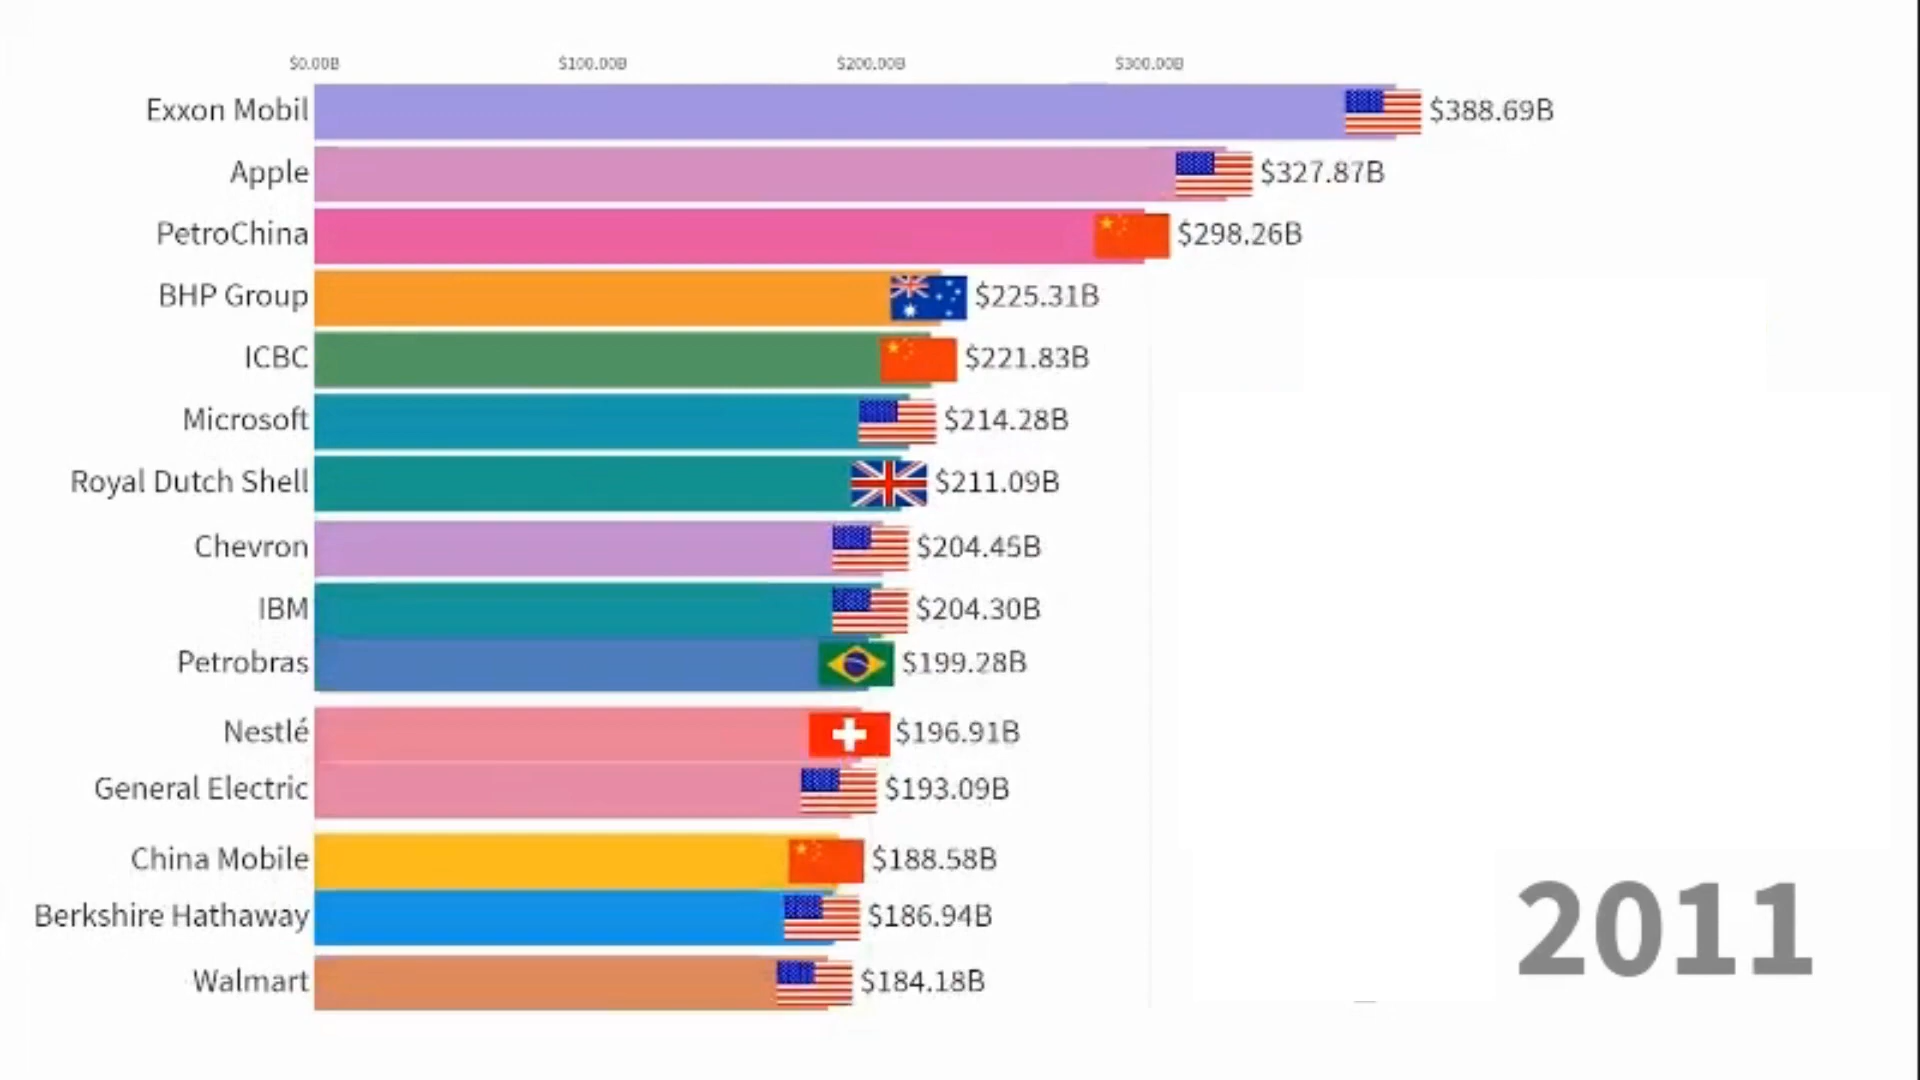 $0.00B $100.00B $200.00B $300.00B
Exxon Mobil $388.69B
Apple $327.87B
PetroChina $298.26B
BHP Group $225.31B
ICBC $221.83B
Microsoft $214.28B
Royal Dutch Shell $211.09B
Chevron $204.45B
IBM $204.30B
Petrobras $199.28B
Nestlé $196.91B
General Electric $193.09B
China Mobile $188.58B
Berkshire Hathaway $186.94B
Walmart $184.18B
2011